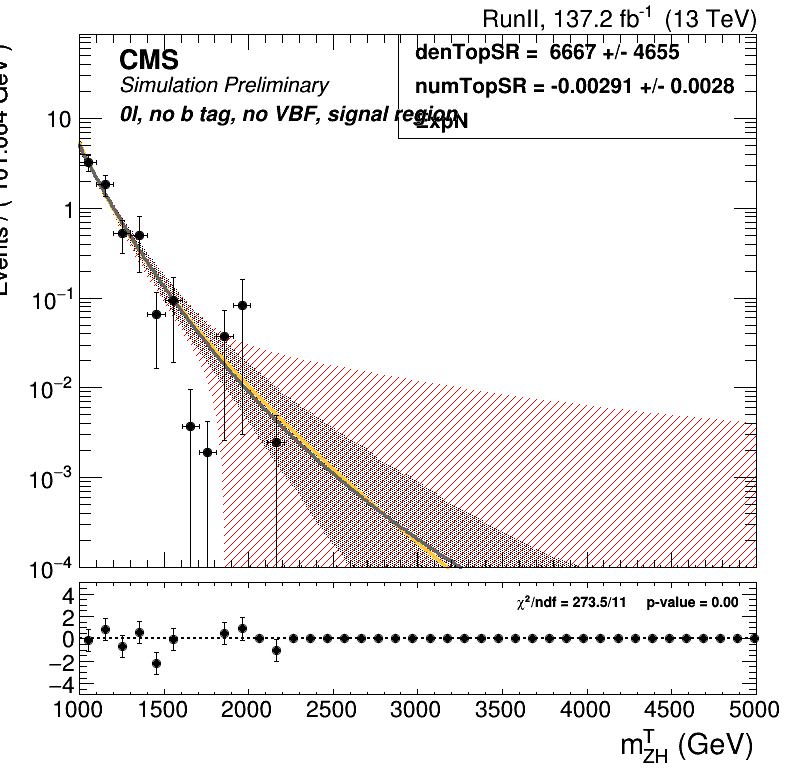 RunII, 137.2 fb-1 (13 TeV)
CMS
Simulation Preliminary
0l, no b tag, no VBF, signal region
denTopSR = 6667 +/- 4655
numTopSR = -0.00291 +/- 0.0028
ExpN
10
1
10−1
10−2
10−3
10−4
χ2/ndf = 273.5/11 p-value = 0.00
4
2
0
−2
−4
1000 1500 2000 2500 3000 3500 4000 4500 5000
mTZH (GeV)